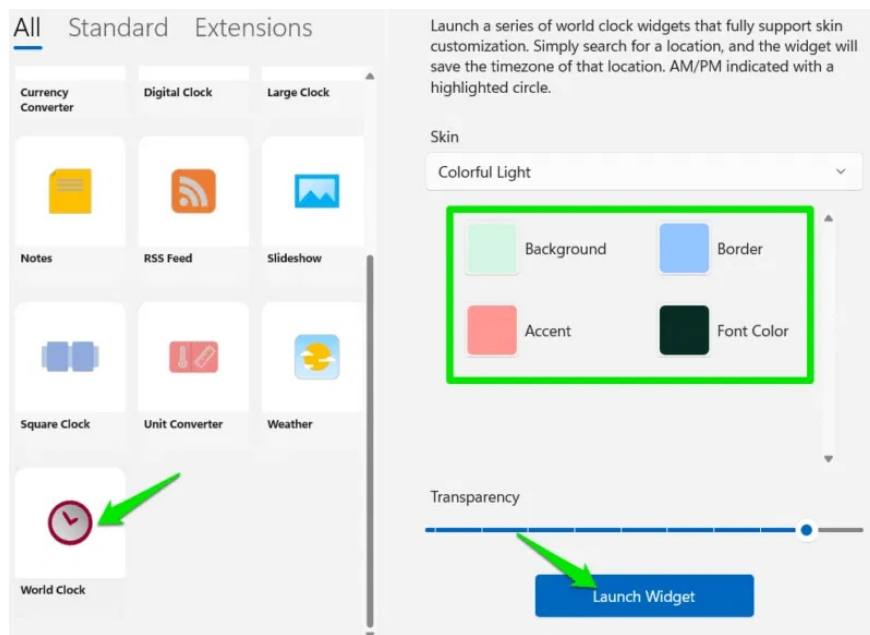 All Standard Extensions
Currency
Converter
Digital Clock
Large Clock
Notes
RSS Feed
Slideshow
Square Clock
Unit Converter
Weather
World Clock
Launch a series of world clock widgets that fully support skin
customization. Simply search for a location, and the widget will
save the timezone of that location. AM/PM indicated with a
highlighted circle.
Skin
Colorful Light
Background
Border
Accent
Font Color
Transparency
Launch Widget